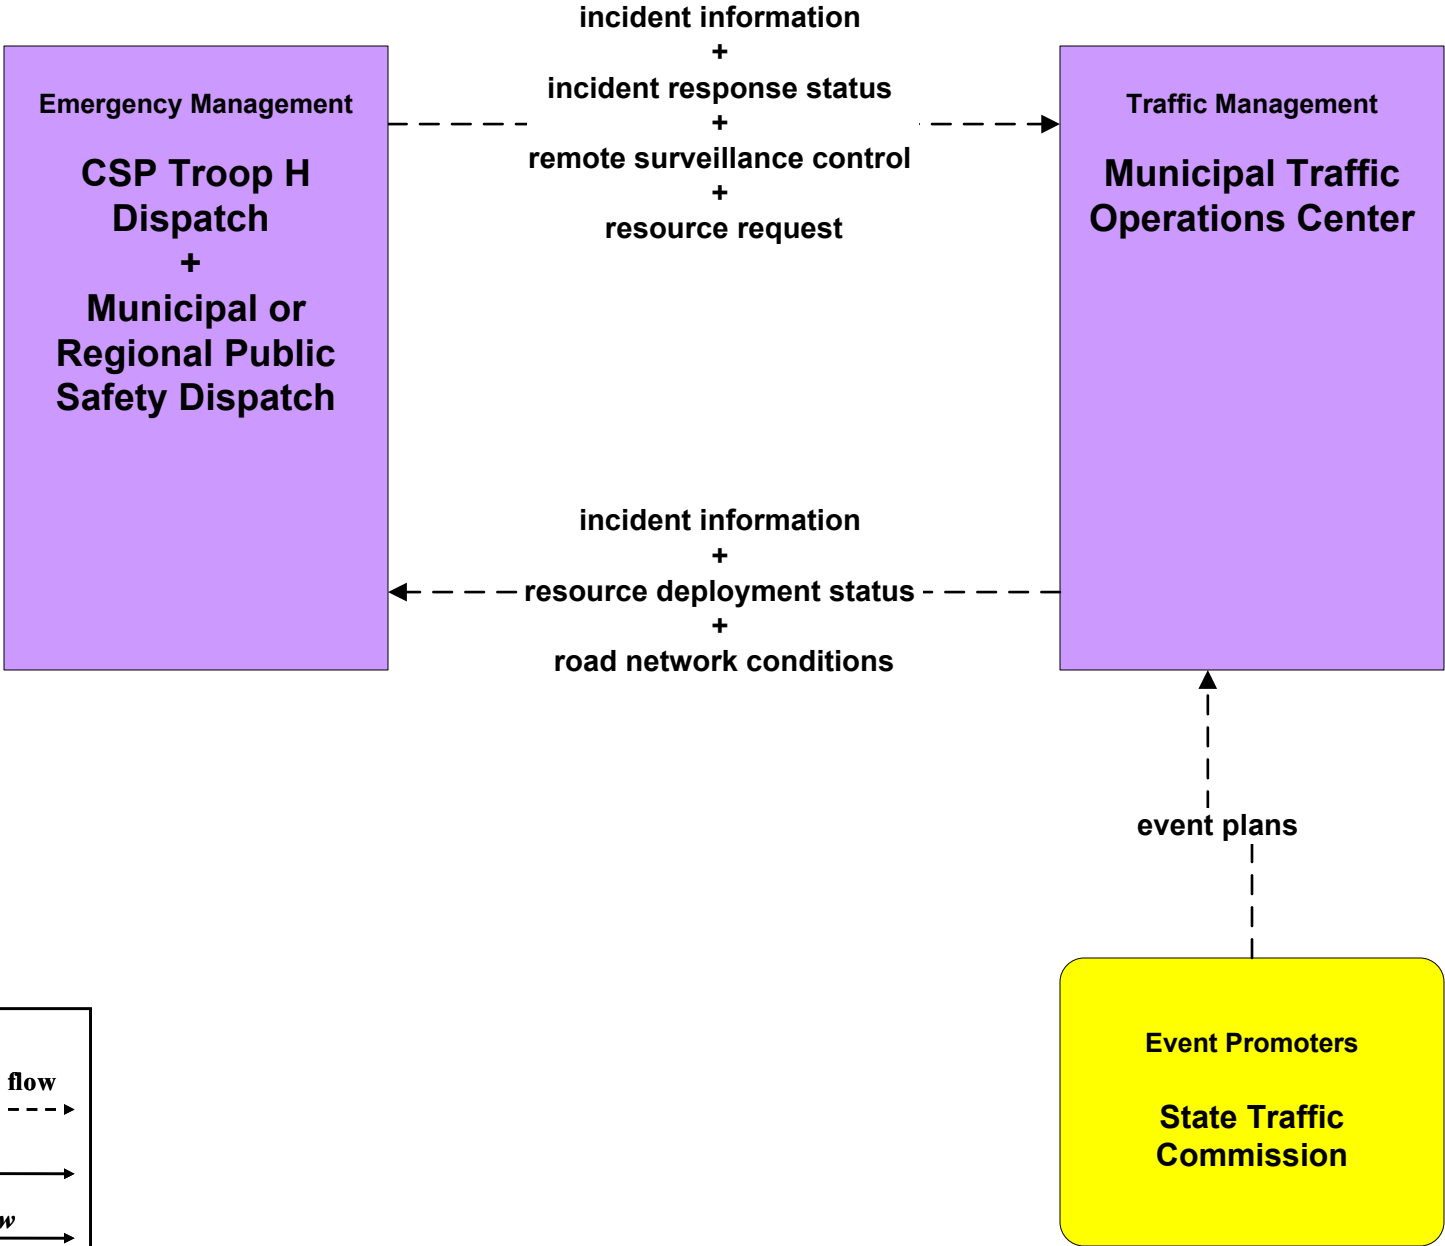 incident information
+
incident response status
+
remote surveillance control
+
resource request
Emergency Management
CSP Troop H
Dispatch
+
Municipal or
Regional Public
Safety Dispatch
Traffic Management
Municipal Traffic
Operations Center
incident information
+
resource deployment status
+
road network conditions
event plans
Event Promoters
State Traffic
Commission
flow